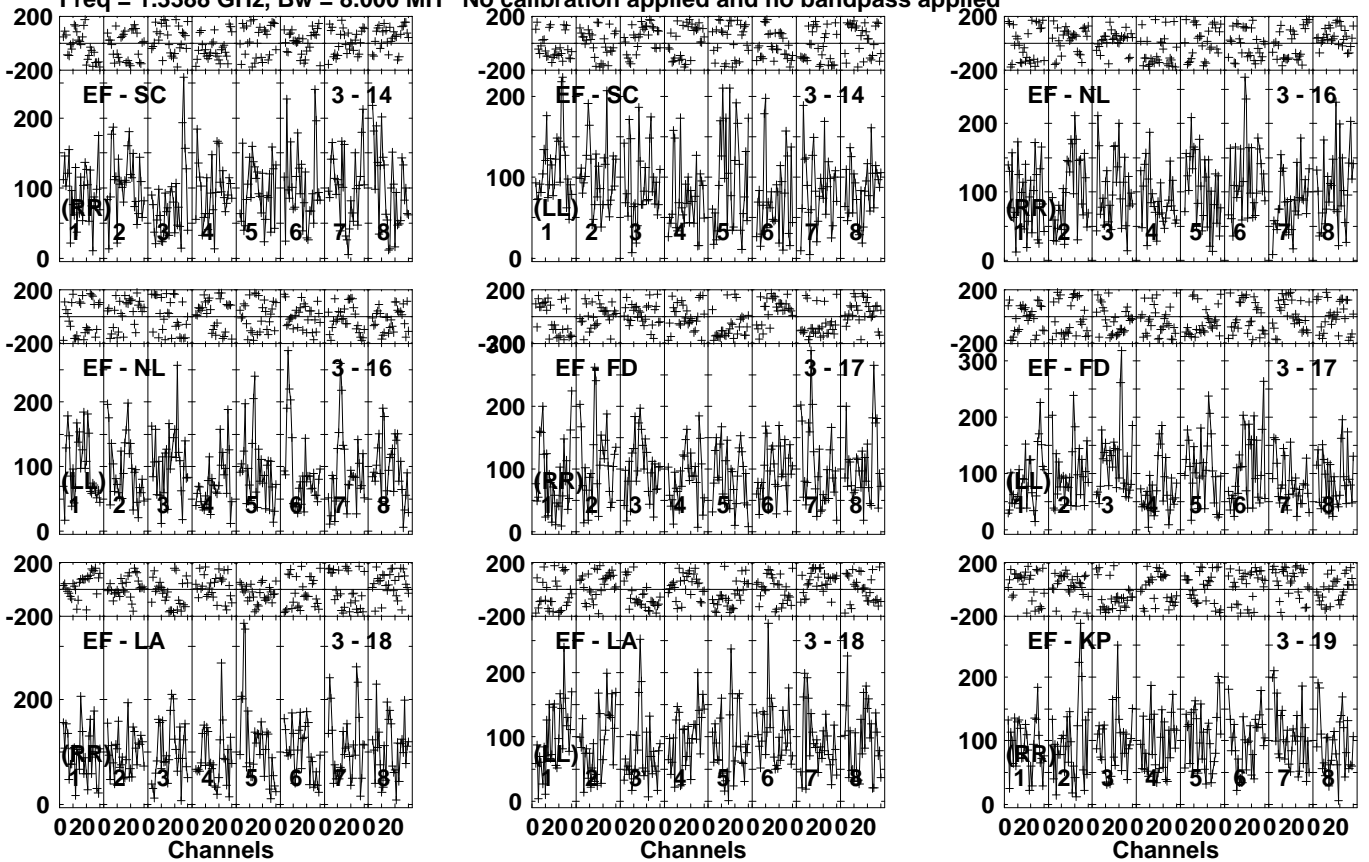 Freq = 1.5388 GHz, Bw = 8.000 MH No calibration applied and no bandpass applied
200 200 200
-200 -200 -200
EF - SC 3 - 14 EF - SC 3 - 14 EF - NL 3 - 16
200 200 200
100 100 100
(RR) (LL) (RR)
1 2 3 4 5 6 7 8 1 2 3 4 5 6 7 8 1 2 3 4 5 6 7 8
0 0 0
200 200 200
-200 -200 -200
300 300
EF - NL 3 - 16 EF - FD 3 - 17 EF - FD 3 - 17
200 200 200
100 100 100
(LL) (RR) (LL)
1 2 3 4 5 6 7 8 1 2 3 4 5 6 7 8 1 2 3 4 5 6 7 8
0 0 0
200 200 200
-200 -200 -200
EF - LA 3 - 18 EF - LA 3 - 18 EF - KP 3 - 19
200 200 200
100 100
(RR) (LL) (RR)
1 2 3 4 5 6 7 8 1 2 3 4 5 6 7 8 1 2 3 4 5 6 7 8
0 0 0
0 20 0 20 0 20 0 20 0 20 0 20 0 20 0 20 0 20 0 20 0 20 0 20 0 20 0 20 0 20 0 20 0 20 0 20 0 20 0 20 0 20 0 20 0 20 0 20
Channels Channels Channels